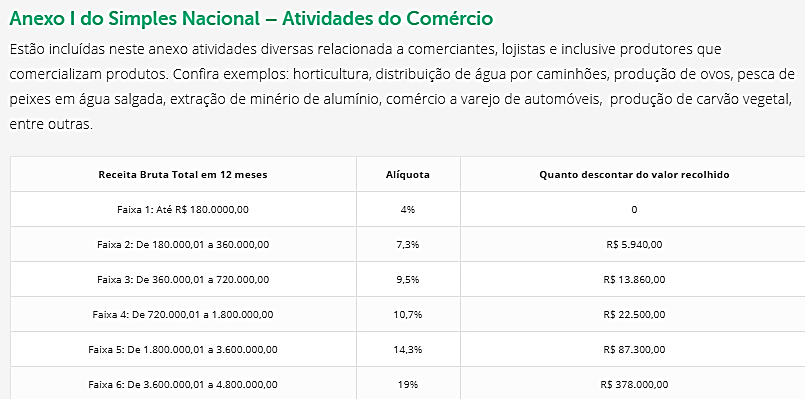 Anexo I do Simples Nacional – Atividades do Comércio
Estão incluídas neste anexo atividades diversas relacionada a comerciantes, lojistas e inclusive produtores que
comercializam produtos. Confira exemplos: horticultura, distribuição de água por caminhões, produção de ovos, pesca de
peixes em água salgada, extração de minério de alumínio, comércio a varejo de automóveis, produção de carvão vegetal,
entre outras.
Receita Bruta Total em 12 meses Alíquota Quanto descontar do valor recolhido
Faixa 1: Até R$ 180.0000,00 4% 0
Faixa 2: De 180.000,01 a 360.000,00 7,3% R$ 5.940,00
Faixa 3: De 360.000,01 a 720.000,00 9,5% R$ 13.860,00
Faixa 4: De 720.000,01 a 1.800.000,00 10,7% R$ 22.500,00
Faixa 5: De 1.800.000,01 a 3.600.000,00 14,3% R$ 87.300,00
Faixa 6: De 3.600.000,01 a 4.800.000,00 19% R$ 378.000,00